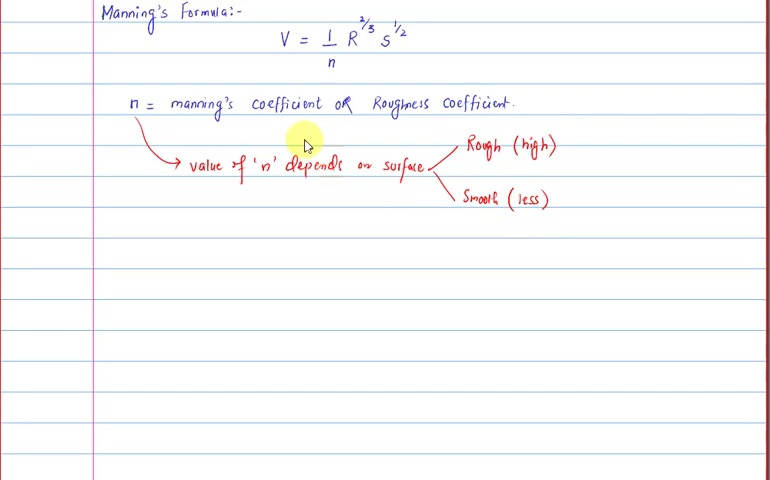 Manning's Formula:-
V = 1/n R^2/3 S^1/2
n = manning's coefficient OR Roughness coefficient.
Rough (high)
value of 'n' depends on surface
Smooth (less)